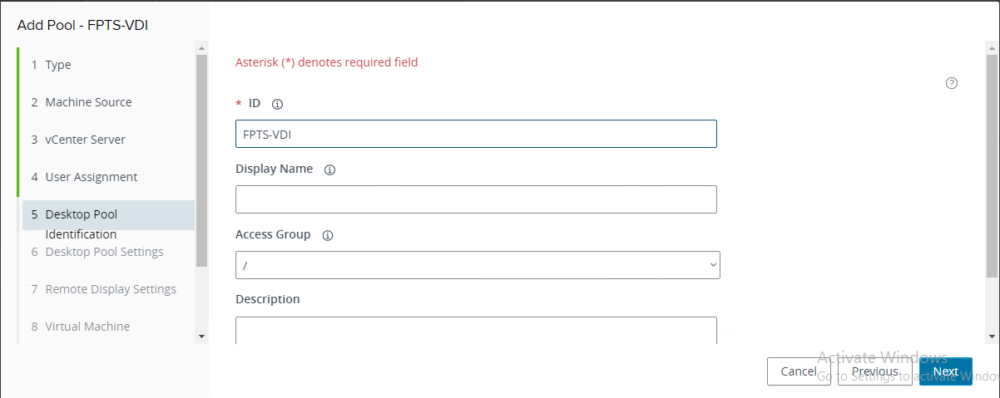 Add Pool - FPTS-VDI
1 Type
2 Machine Source
3 vCenter Server
4 User Assignment
5 Desktop Pool
Identification
6 Desktop Pool Settings
7 Remote Display Settings
8 Virtual Machine
Asterisk (*) denotes required field
* ID
FPTS-VDI
Display Name
Access Group
/
Description
Activate Windows
Go to Settings to activate Window
Cancel
Previous
Next